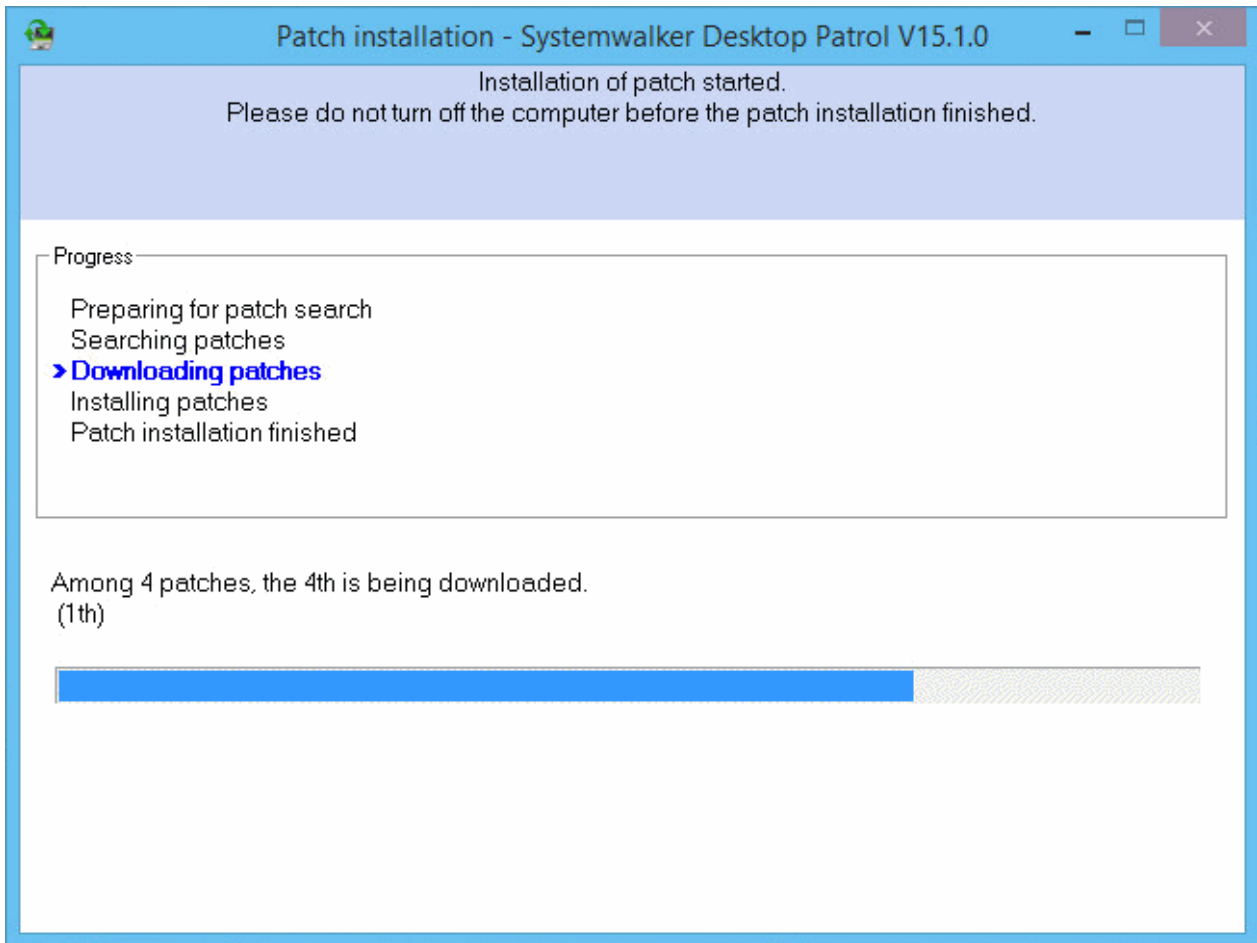 Patch installation - Systemwalker Desktop Patrol V15.1.0
Installation of patch started.
Please do not turn off the computer before the patch installation finished.
Progress
Preparing for patch search
Searching patches
> Downloading patches
Installing patches
Patch installation finished
Among 4 patches, the 4th is being downloaded.
(1th)